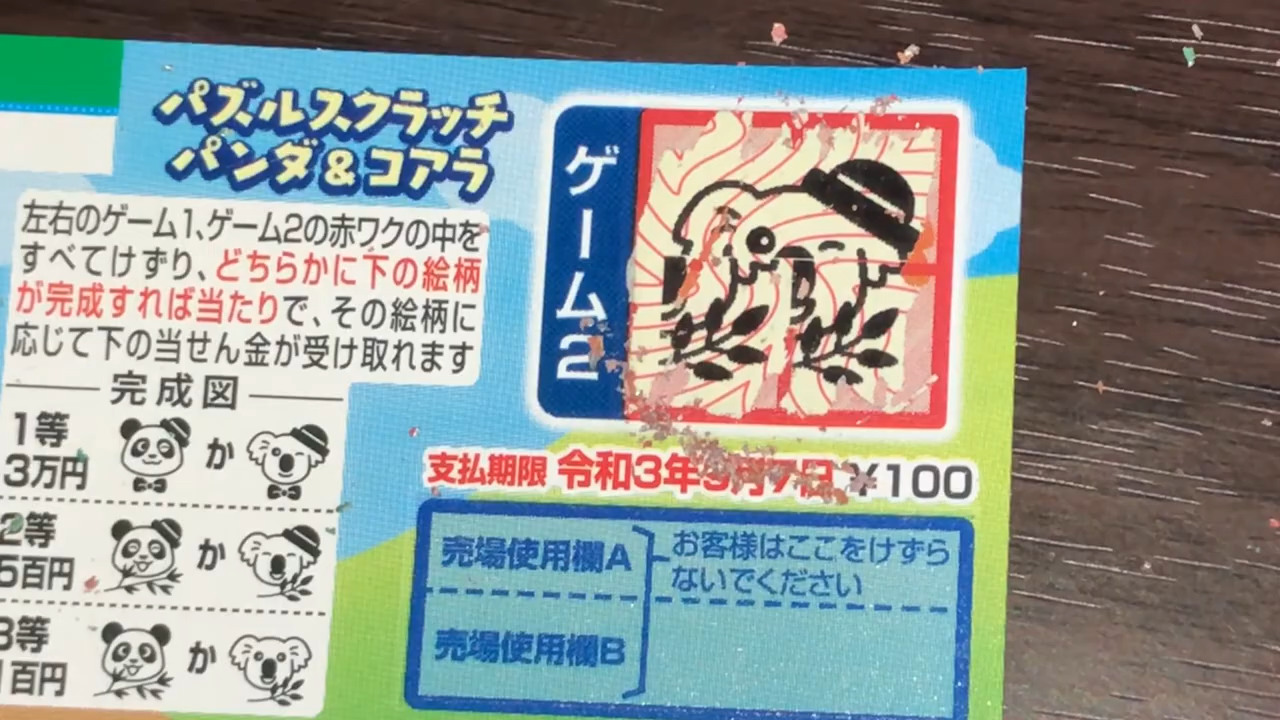 パズルスクラッチ
パンダ&コアラ
左右のゲーム1、ゲーム2の赤ワクの中を
すべてけずり、どちらかに下の絵柄
が完成すれば当たりで、その絵柄に
応じて下の当せん金が受け取れます
完成図
1等
3万円
か
2等
5百円
か
3等
百円
か
ゲーム2
支払期限 令和3年9月7日 ¥100
売場使用欄A
お客様はここをけずら
ないでください
売場使用欄B